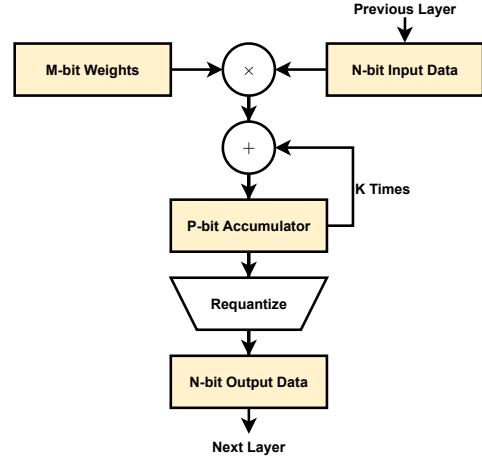 Previous Layer
M-bit Weights
×
N-bit Input Data
+
K Times
P-bit Accumulator
Requantize
N-bit Output Data
Next Layer